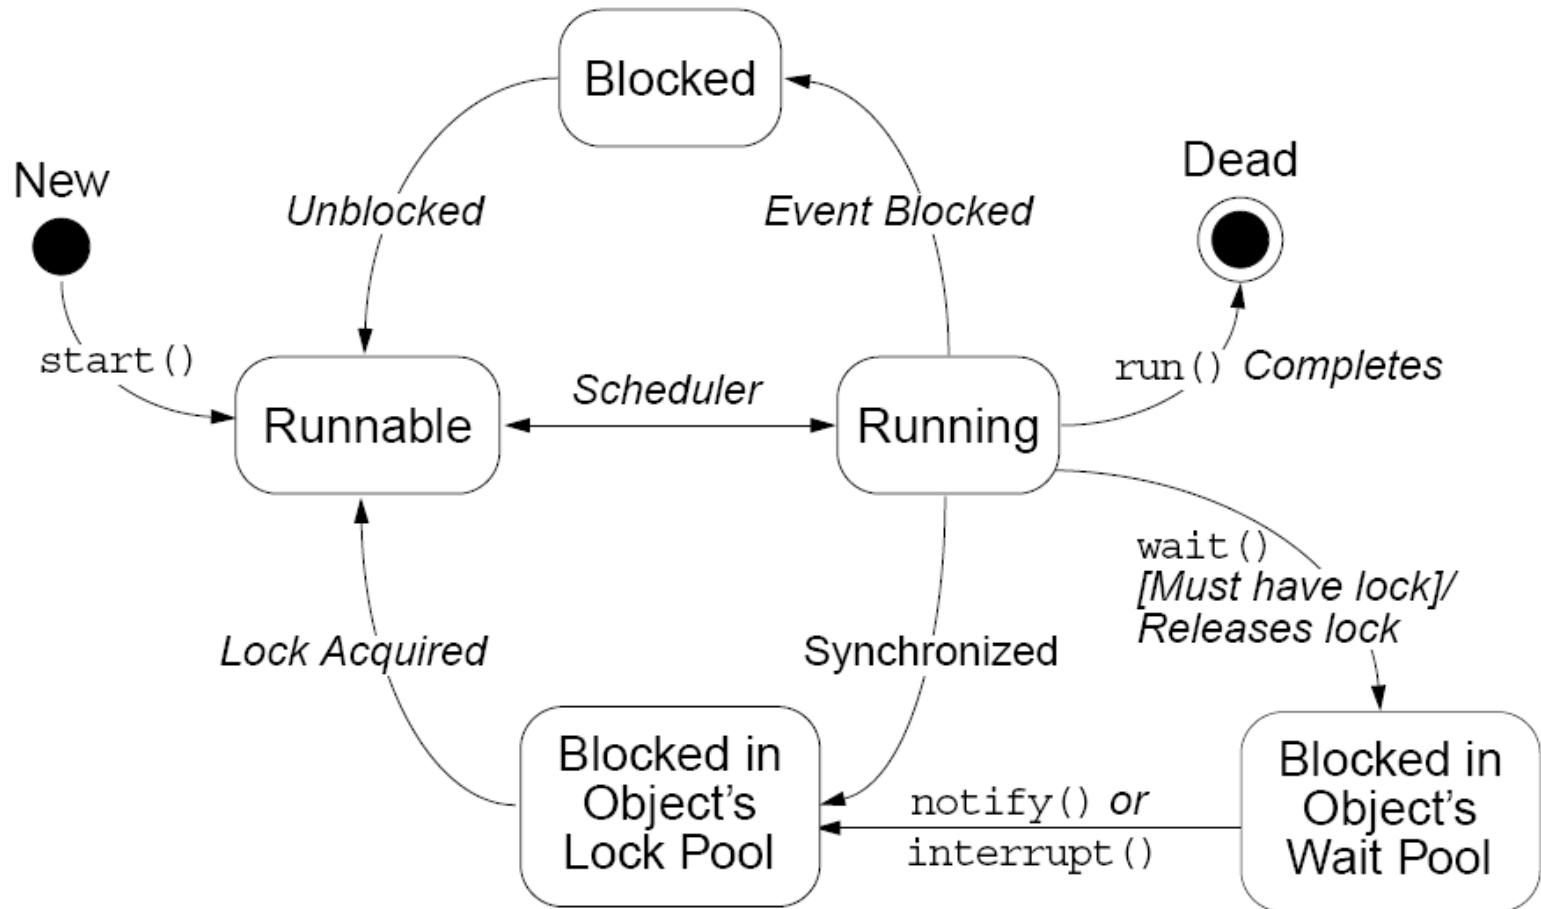 Blocked
New
Dead
Unblocked
Event Blocked
start()
run() Completes
Runnable
Scheduler
Running
wait()
[Must have lock]/
Releases lock
Lock Acquired
Synchronized
Blocked in
Object’s
Lock Pool
notify() or
interrupt()
Blocked in
Object’s
Wait Pool